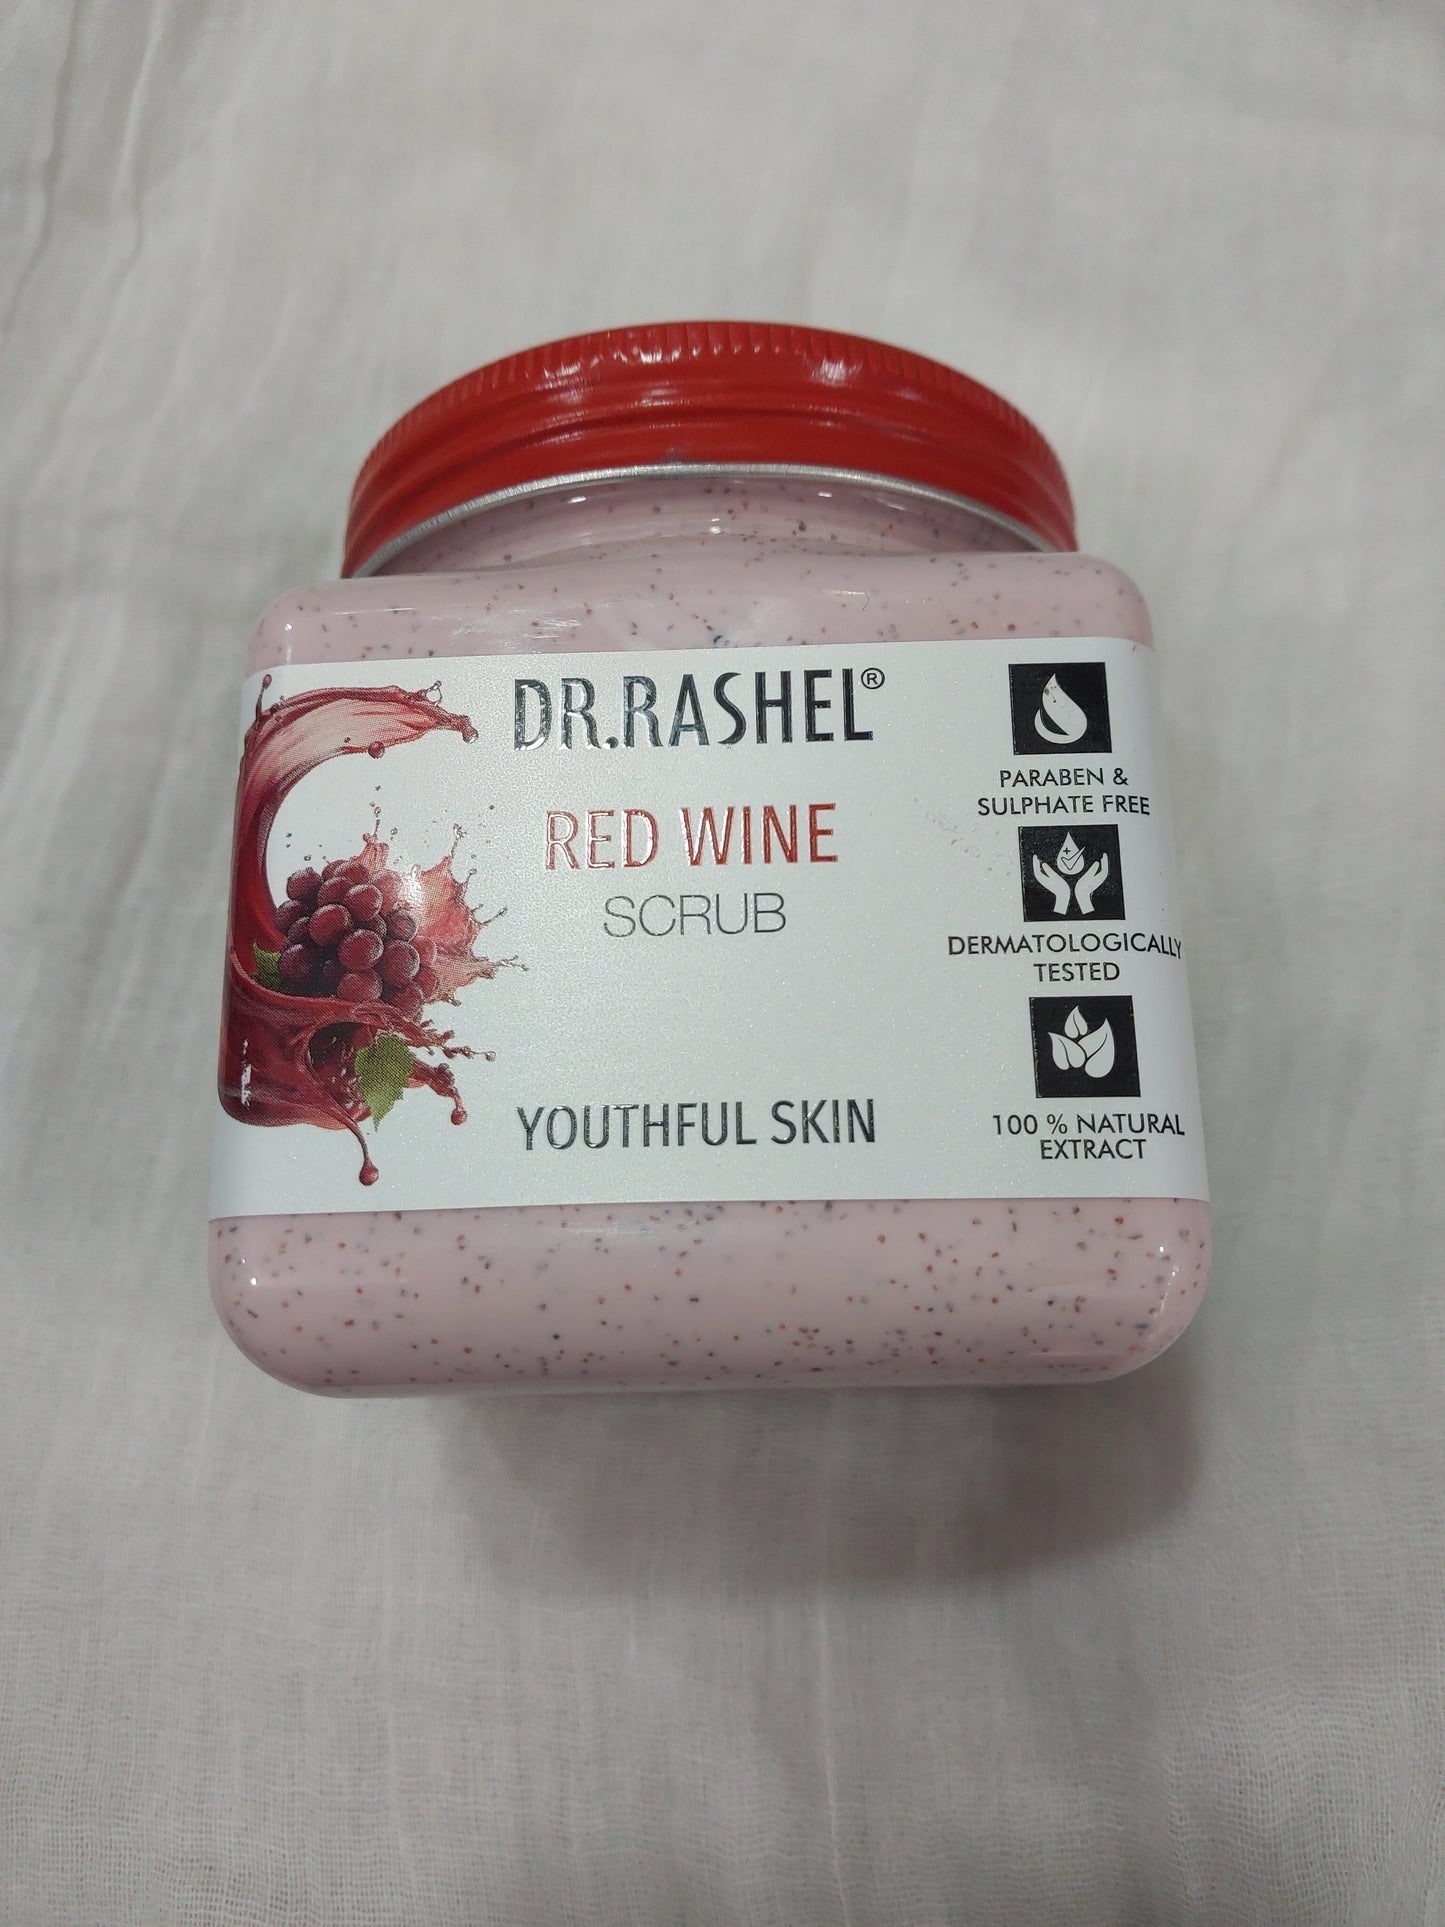 DR.RASHEL®
RED WINE
SCRUB
YOUTHFUL SKIN
PARABEN &
SULPHATE FREE
DERMATOLOGICALLY
TESTED
100 % NATURAL
EXTRACT